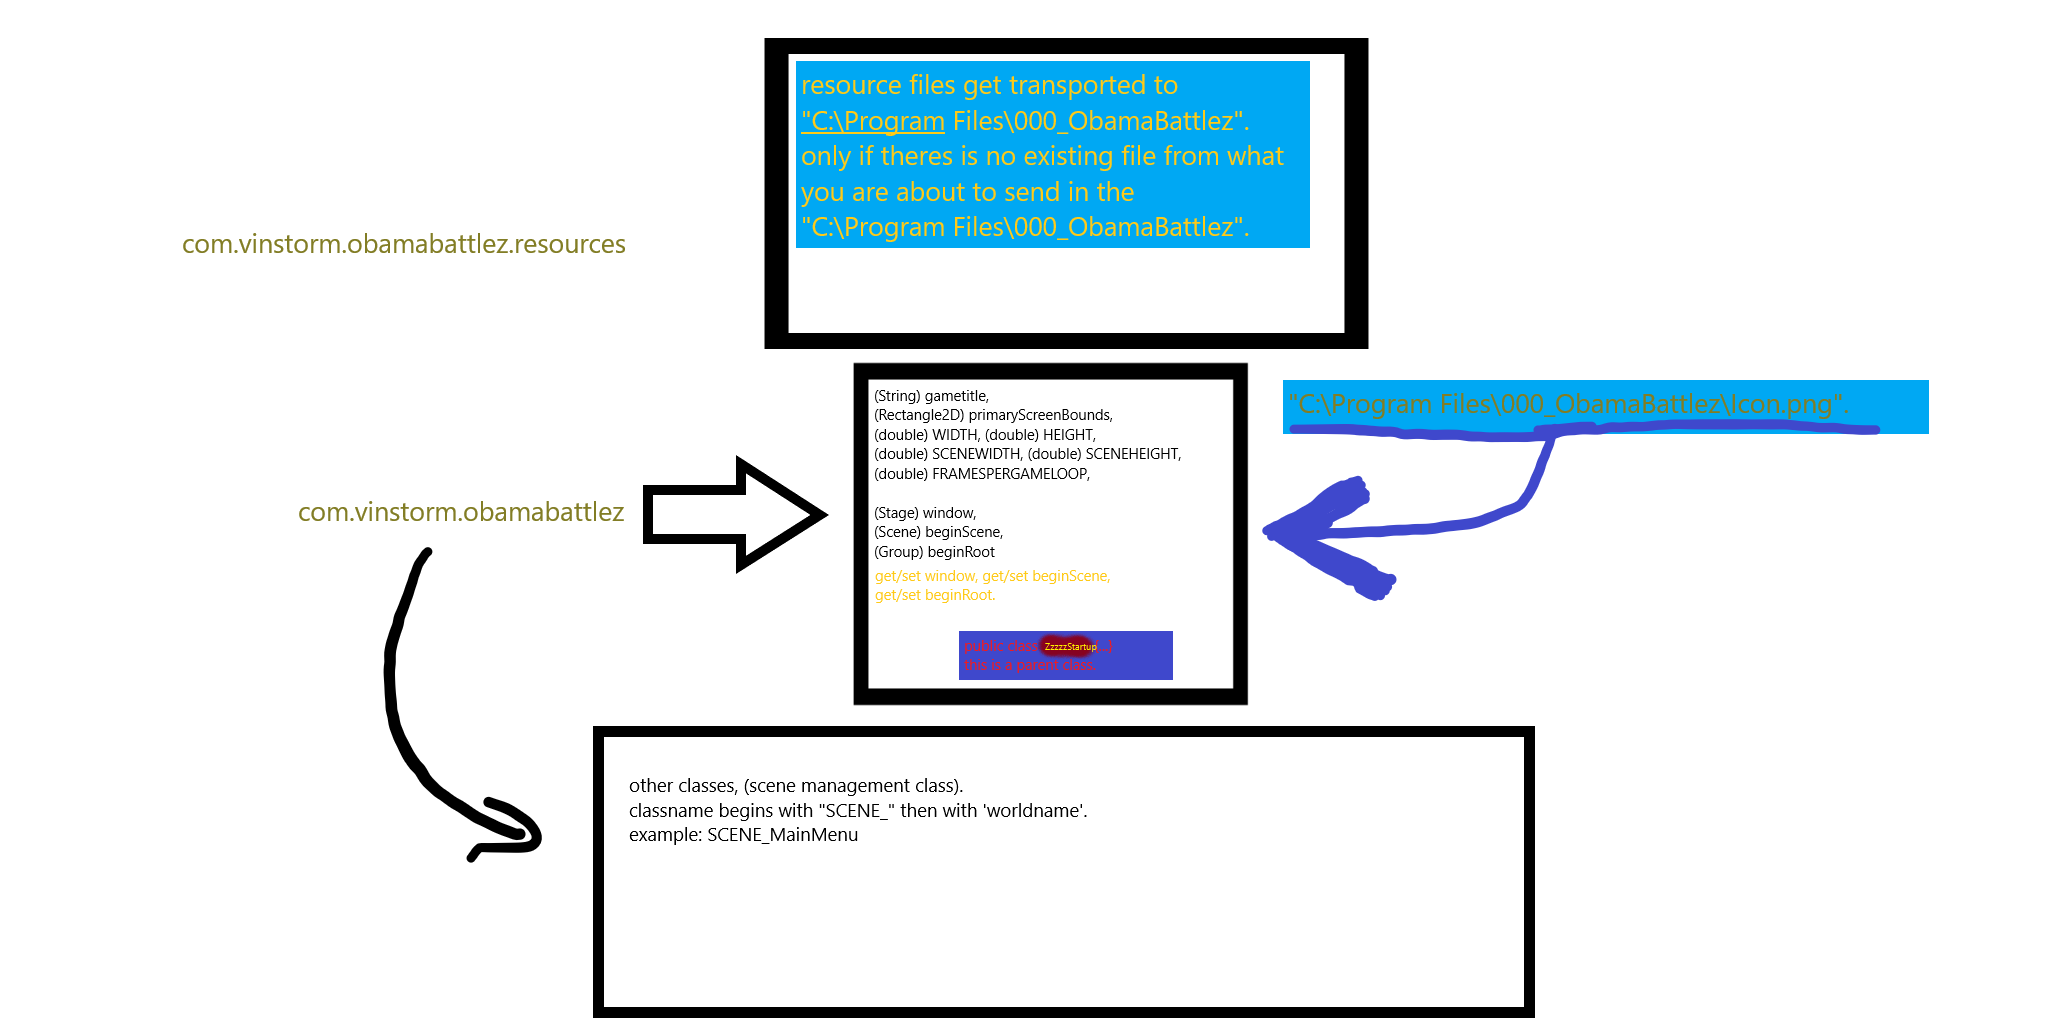 resource files get transported to
"C:\Program Files\000_ObamaBattlez".
only if theres is no existing file from what
you are about to send in the
"C:\Program Files\000_ObamaBattlez".
com.vinstorm.obamabattlez.resources
(String) gametitle,
(Rectangle2D) primaryScreenBounds,
(double) WIDTH, (double) HEIGHT,
(double) SCENEWIDTH, (double) SCENEHEIGHT,
(double) FRAMESPERGAMELOOP,
(Stage) window,
(Scene) beginScene,
(Group) beginRoot
get/set window, get/set beginScene,
get/set beginRoot.
public class ZzzzzStartup{...}
this is a parent class.
"C:\Program Files\000_ObamaBattlez\Icon.png".
com.vinstorm.obamabattlez
other classes, (scene management class).
classname begins with "SCENE_" then with 'worldname'.
example: SCENE_MainMenu